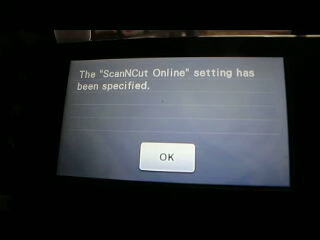 The "ScanNCut Online" setting has
been specified.
OK